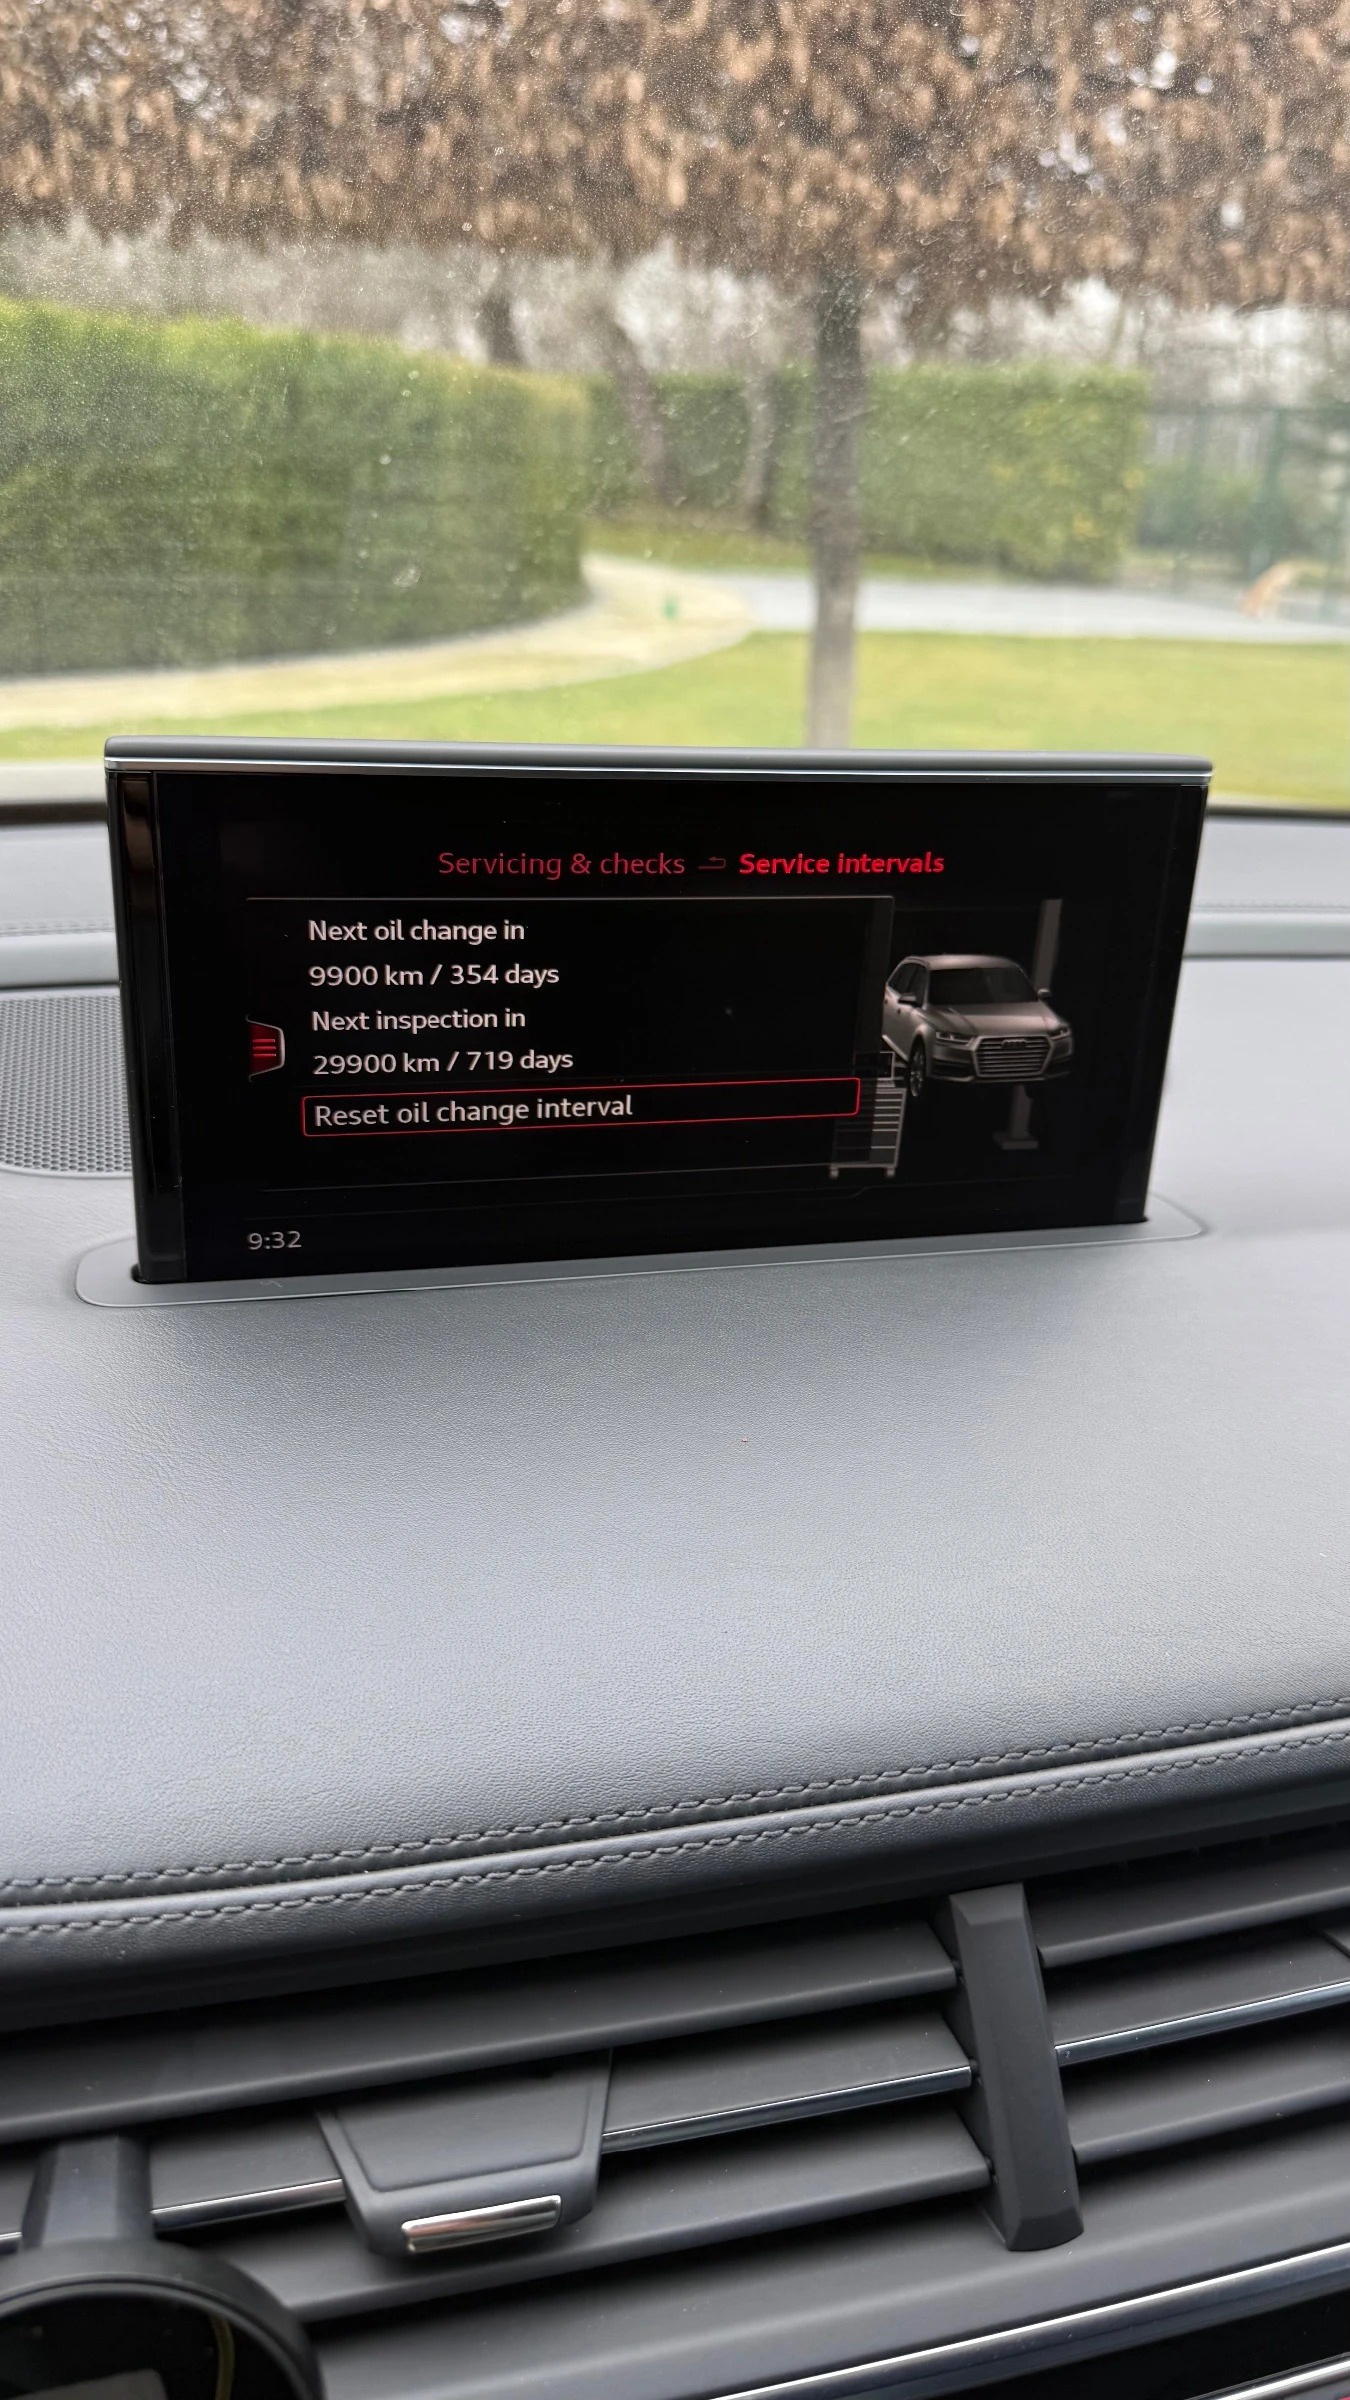 Servicing & checks Service intervals
Next oil change in
9900 km / 354 days
Next inspection in
29900 km / 719 days
Reset oil change interval
9:32